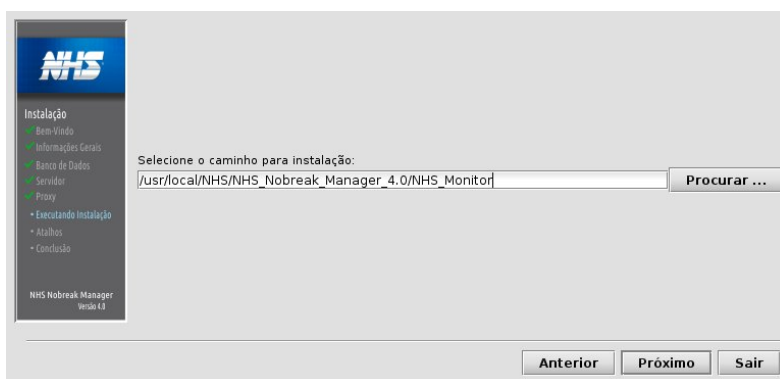 NHS
Instalação
Bem-Vindo
Informações Gerais
Banco de Dados
Servidor
Proxy
Executando Instalação
Atalhos
Conclusão
NHS Nobreak Manager
Versão 4.0
Selecione o caminho para instalação:
/usr/local/NHS/NHS_Nobreak_Manager_4.0/NHS_Monitor
Procurar ...
Anterior
Próximo
Sair